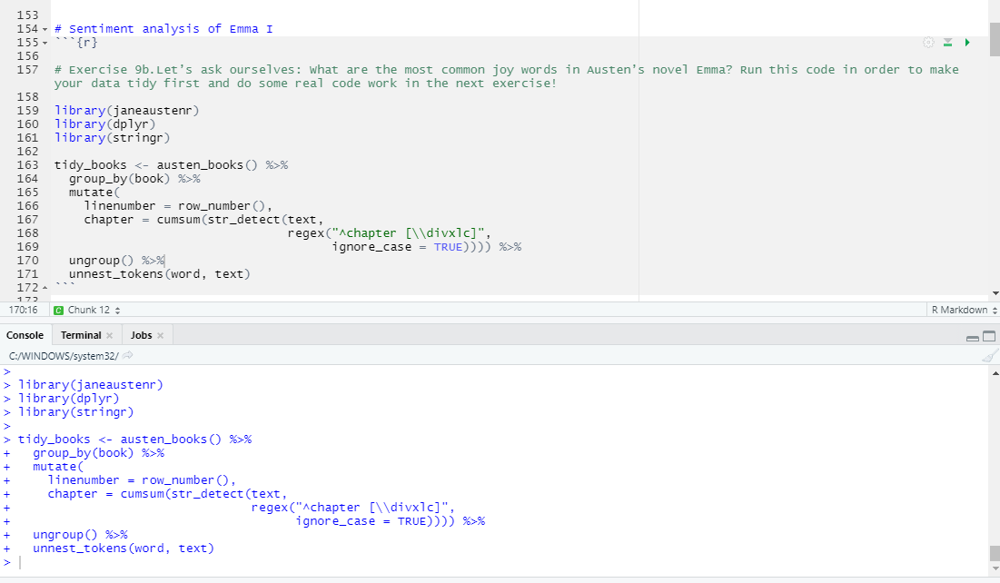 153
154 # Sentiment analysis of Emma I
155 ```{r}
156
157 # Exercise 9b.Let's ask ourselves: What are the most common joy words in Austen's novel Emma? Run this code in order to make
your data tidy first and do some real code work in the next exercise!
158
159 library(janeaustenr)
160 library(dplyr)
161 library(stringr)
162
163 tidy_books <- austen_books() %>%
164   group_by(book) %>%
165   mutate(
166     linenumber = row_number(),
167     chapter = cumsum(str_detect(text,
168                                regex("^chapter [\\divxlc]",
169                                      ignore_case = TRUE)))) %>%
170   ungroup() %>%
171   unnest_tokens(word, text)
172 ```
173
170:16 C Chunk 12 R Markdown
Console Terminal Jobs
C:/WINDOWS/system32/
>
> library(janeaustenr)
> library(dplyr)
> library(stringr)
>
> tidy_books <- austen_books() %>%
+   group_by(book) %>%
+   mutate(
+     linenumber = row_number(),
+     chapter = cumsum(str_detect(text,
+                                regex("^chapter [\\divxlc]",
+                                      ignore_case = TRUE)))) %>%
+   ungroup() %>%
+   unnest_tokens(word, text)
>